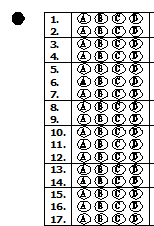 1. A B C D
2. A B C D
3. A B C D
4. A B C D
5. A B C D
6. A B C D
7. A B C D
8. A B C D
9. A B C D
10. A B C D
11. A B C D
12. A B C D
13. A B C D
14. A B C D
15. A B C D
16. A B C D
17. A B C D